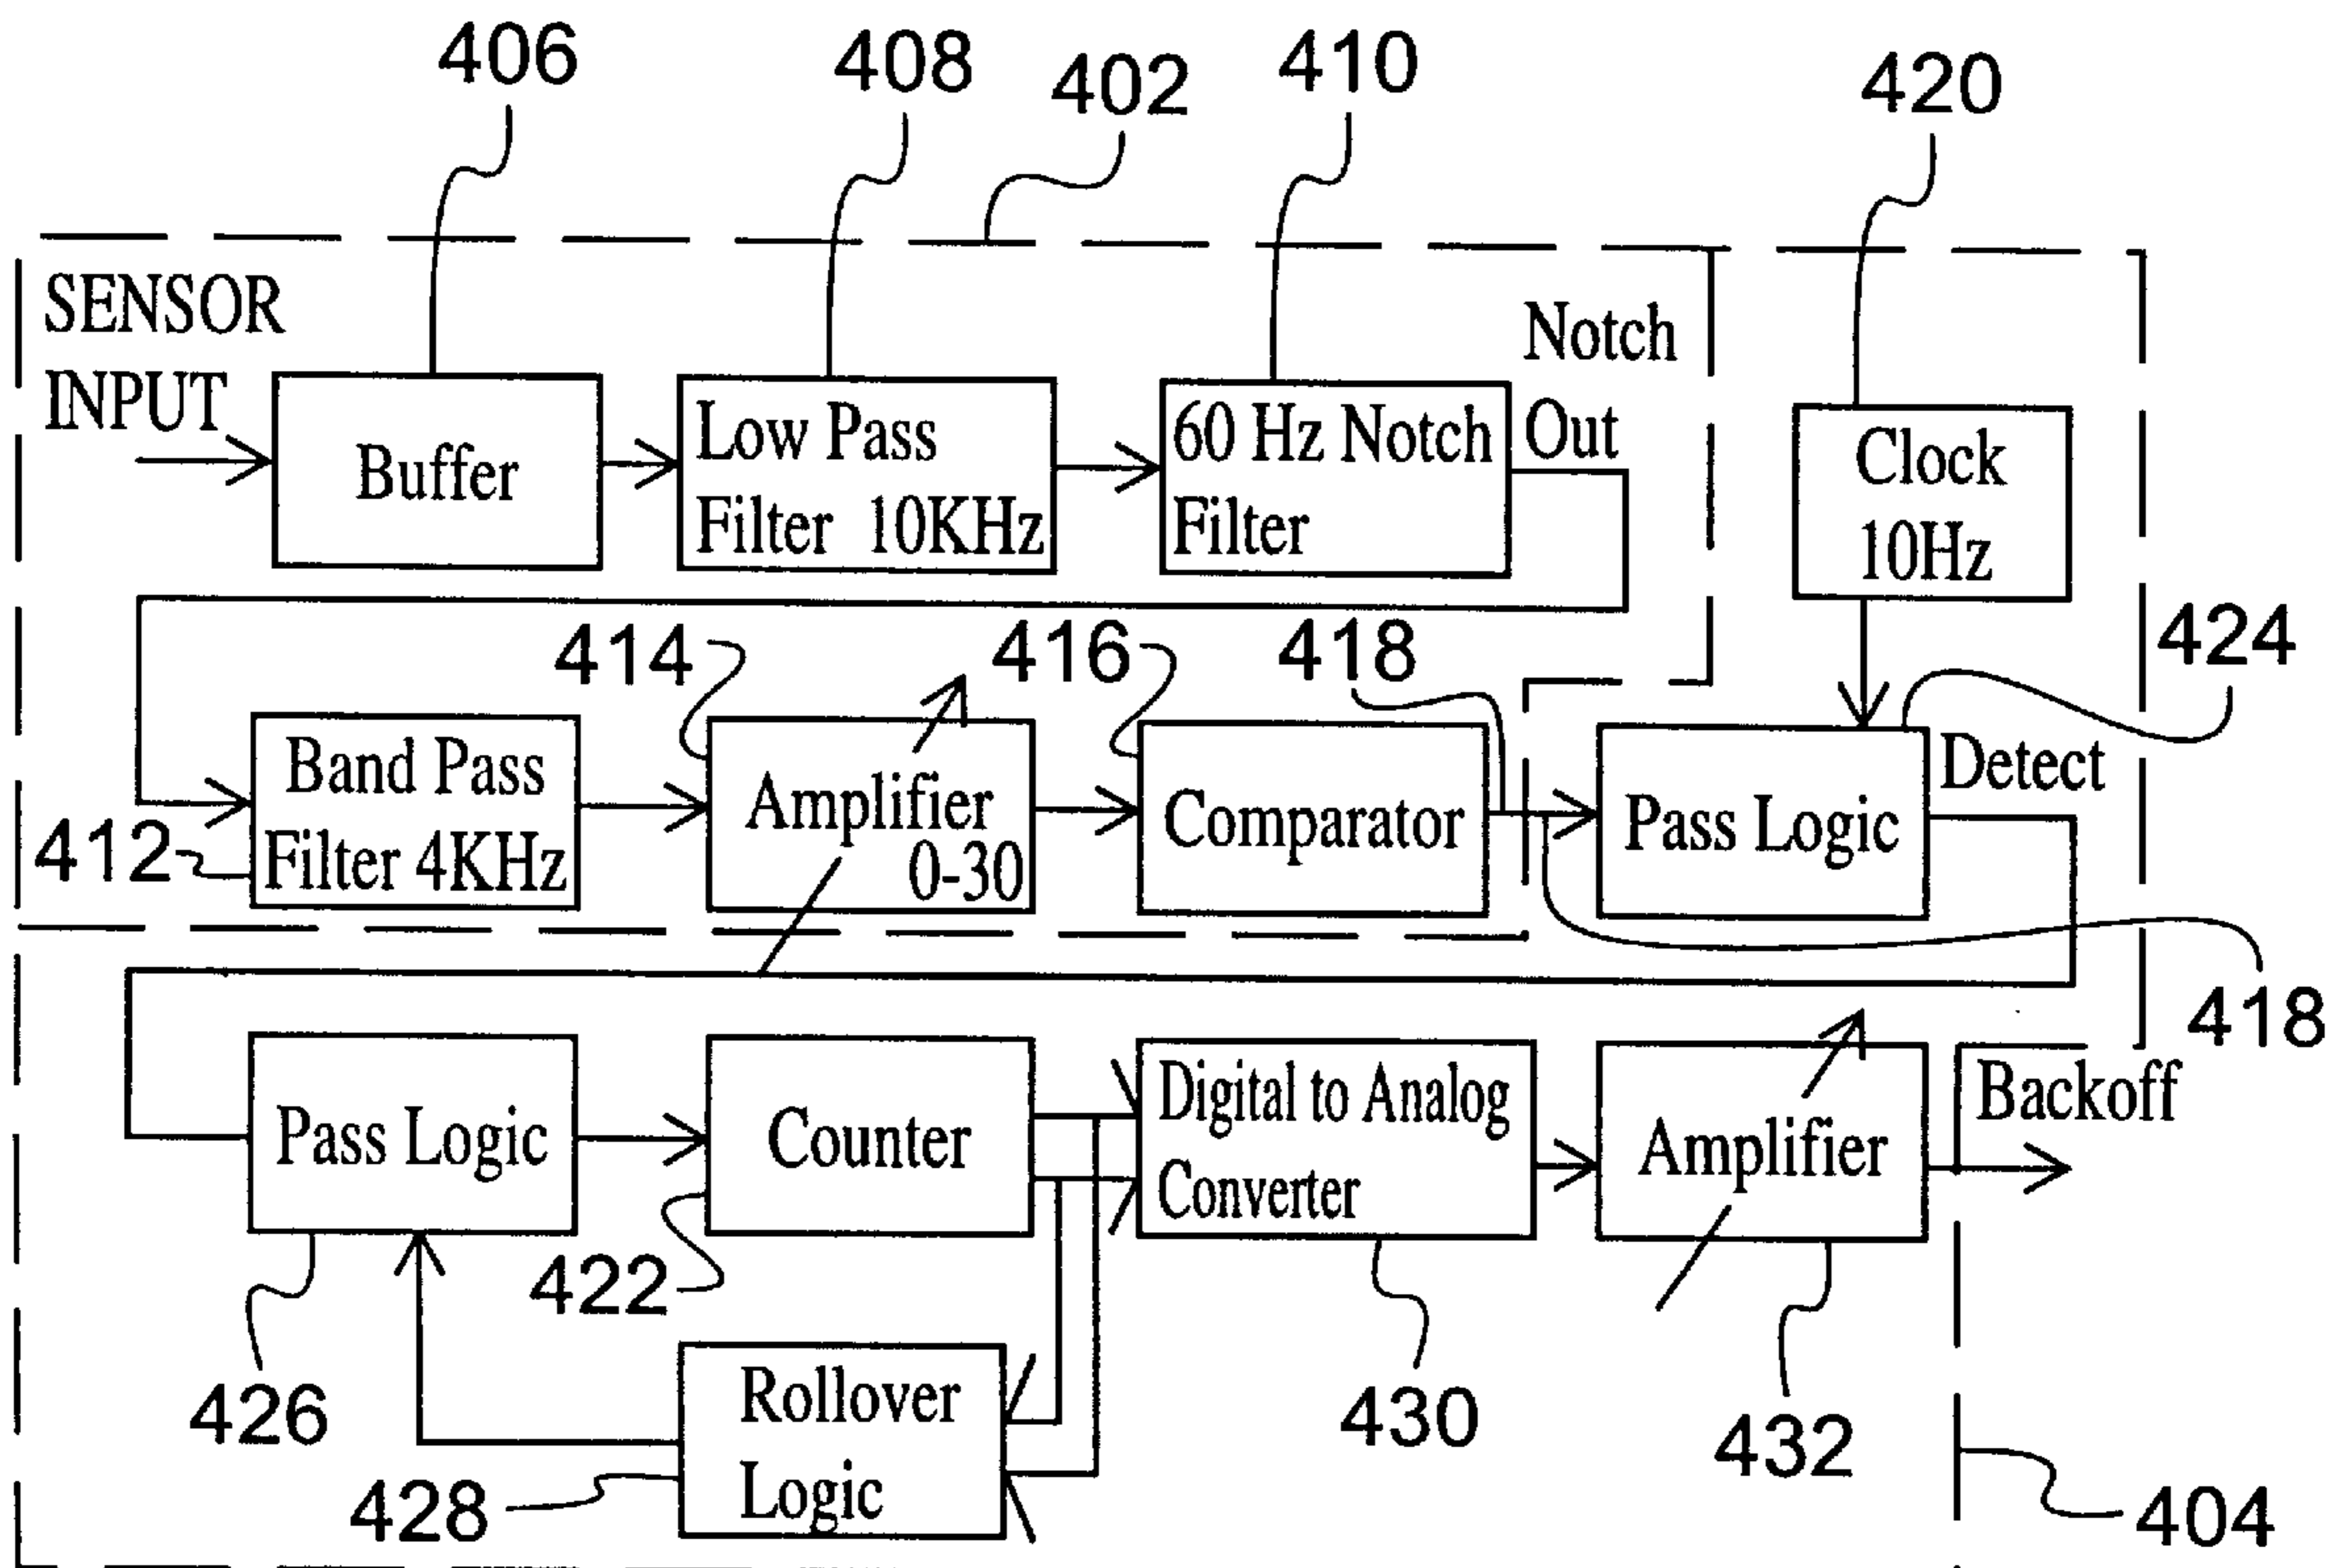 406
408
402
410
420
SENSOR
INPUT
Buffer
Low Pass
Filter 10KHz
60 Hz Notch
Filter
Notch
Out
Clock
10Hz
414
416
418
424
412
Band Pass
Filter 4KHz
Amplifier
0-30
Comparator
Pass Logic
Detect
418
Pass Logic
Counter
Digital to Analog
Converter
Amplifier
Backoff
422
426
Rollover
Logic
428
430
432
404